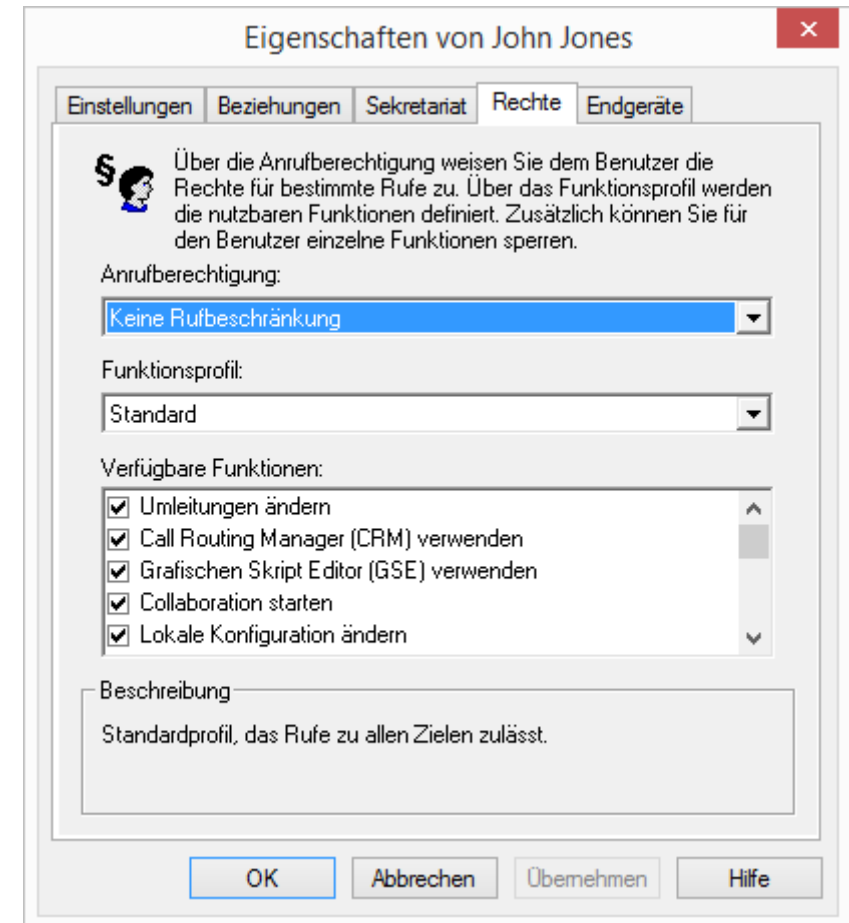 Eigenschaften von John Jones
Einstellungen
Beziehungen
Sekretariat
Rechte
Endgeräte
§
Über die Anrufberechtigung weisen Sie dem Benutzer die
Rechte für bestimmte Rufe zu. Über das Funktionsprofil werden
die nutzbaren Funktionen definiert. Zusätzlich können Sie für
den Benutzer einzelne Funktionen sperren.
Anrufberechtigung:
Keine Rufbeschränkung
Funktionsprofil:
Standard
Verfügbare Funktionen:
Umleitungen ändern
Call Routing Manager (CRM) verwenden
Grafischen Skript Editor (GSE) verwenden
Collaboration starten
Lokale Konfiguration ändern
Beschreibung
Standardprofil, das Rufe zu allen Zielen zulässt.
OK
Abbrechen
Übernehmen
Hilfe